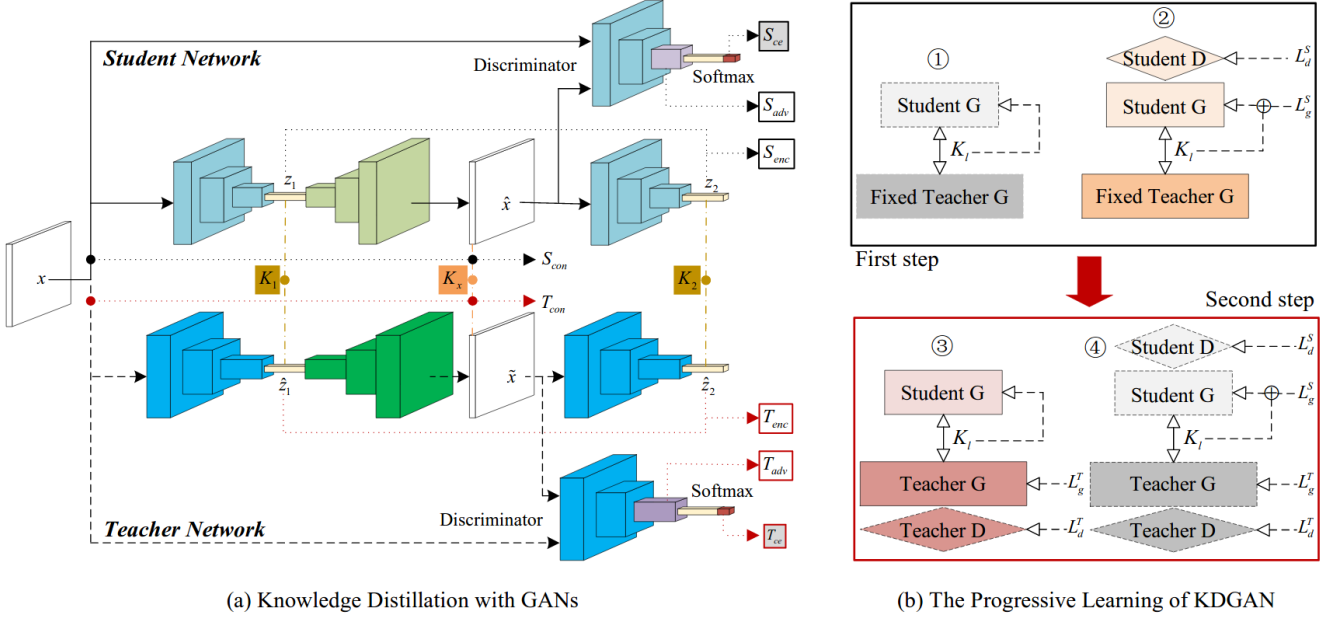 Student Network
Discriminator
Softmax
S_ce
S_adv
S_enc
z_1
x̂
z_2
x
S_con
K_1
K_x
K_2
T_con
ẑ_1
x̃
ẑ_2
T_enc
T_adv
Softmax
Discriminator
T_ce
Teacher Network
(a) Knowledge Distillation with GANs
①
Student G
K_l
Fixed Teacher G
②
Student D
L_d^S
Student G
L_g^S
K_l
Fixed Teacher G
First step
Second step
③
Student G
K_l
Teacher G
L_g^T
Teacher D
L_d^T
④
Student D
L_d^S
Student G
L_g^S
K_l
Teacher G
L_g^T
Teacher D
L_d^T
(b) The Progressive Learning of KDGAN